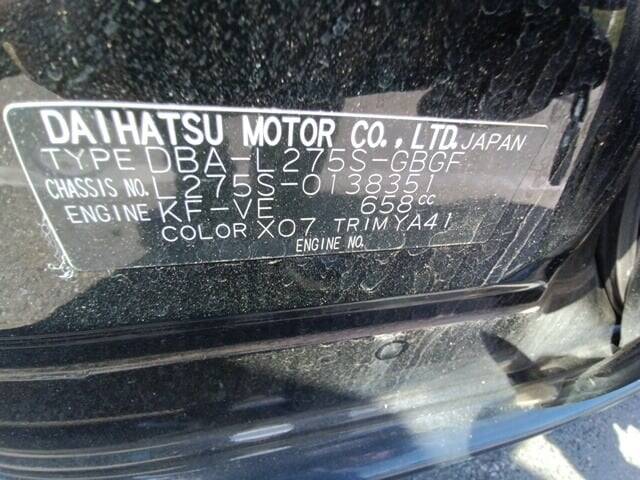 DAIHATSU MOTOR CO.,LTD. JAPAN
TYPE DBA-L275S-GBGF
CHASSIS NO. L275S-0138351
ENGINE KF-VE 658cc
COLOR X07 TRIM YA41
ENGINE NO.